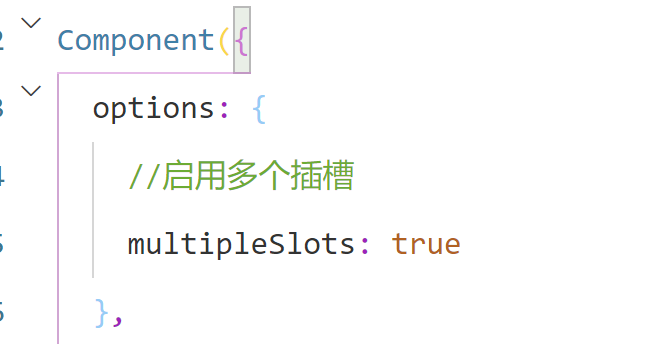 Component({
options: {
//启用多个插槽
multipleSlots: true
},